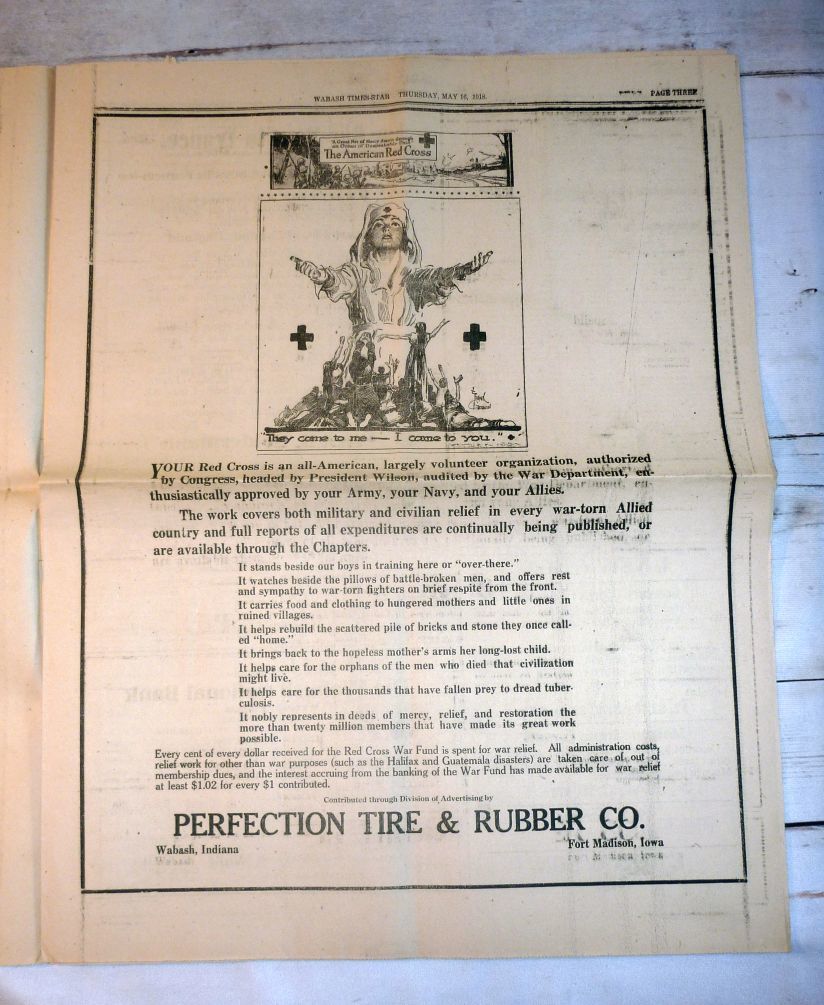 WABASH TIMES-STAR THURSDAY, MAY 16, 1918.
PAGE THREE
"A Great Net of Mercy drawn through
an Ocean of Unspeakable Pain"
The American Red Cross
"They come to me — I come to you."
YOUR Red Cross is an all-American, largely volunteer organization, authorized
by Congress, headed by President Wilson, audited by the War Department, en-
thusiastically approved by your Army, your Navy, and your Allies.
The work covers both military and civilian relief in every war-torn Allied
country and full reports of all expenditures are continually being published, or
are available through the Chapters.
It stands beside our boys in training here or "over-there."
It watches beside the pillows of battle-broken men, and offers rest
and sympathy to war-torn fighters on brief respite from the front.
It carries food and clothing to hungered mothers and little ones in
ruined villages.
It helps rebuild the scattered pile of bricks and stone they once call-
ed "home."
It brings back to the hopeless mother's arms her long-lost child.
It helps care for the orphans of the men who died that civilization
might live.
It helps care for the thousands that have fallen prey to dread tuber-
culosis.
It nobly represents in deeds of mercy, relief, and restoration the
more than twenty million members that have made its great work
possible.
Every cent of every dollar received for the Red Cross War Fund is spent for war relief. All administration costs,
relief work for other than war purposes (such as the Halifax and Guatemala disasters) are taken care of out of
membership dues, and the interest accruing from the banking of the War Fund has made available for war relief
at least $1.02 for every $1 contributed.
Contributed through Division of Advertising by
PERFECTION TIRE & RUBBER CO.
Wabash, Indiana Fort Madison, Iowa